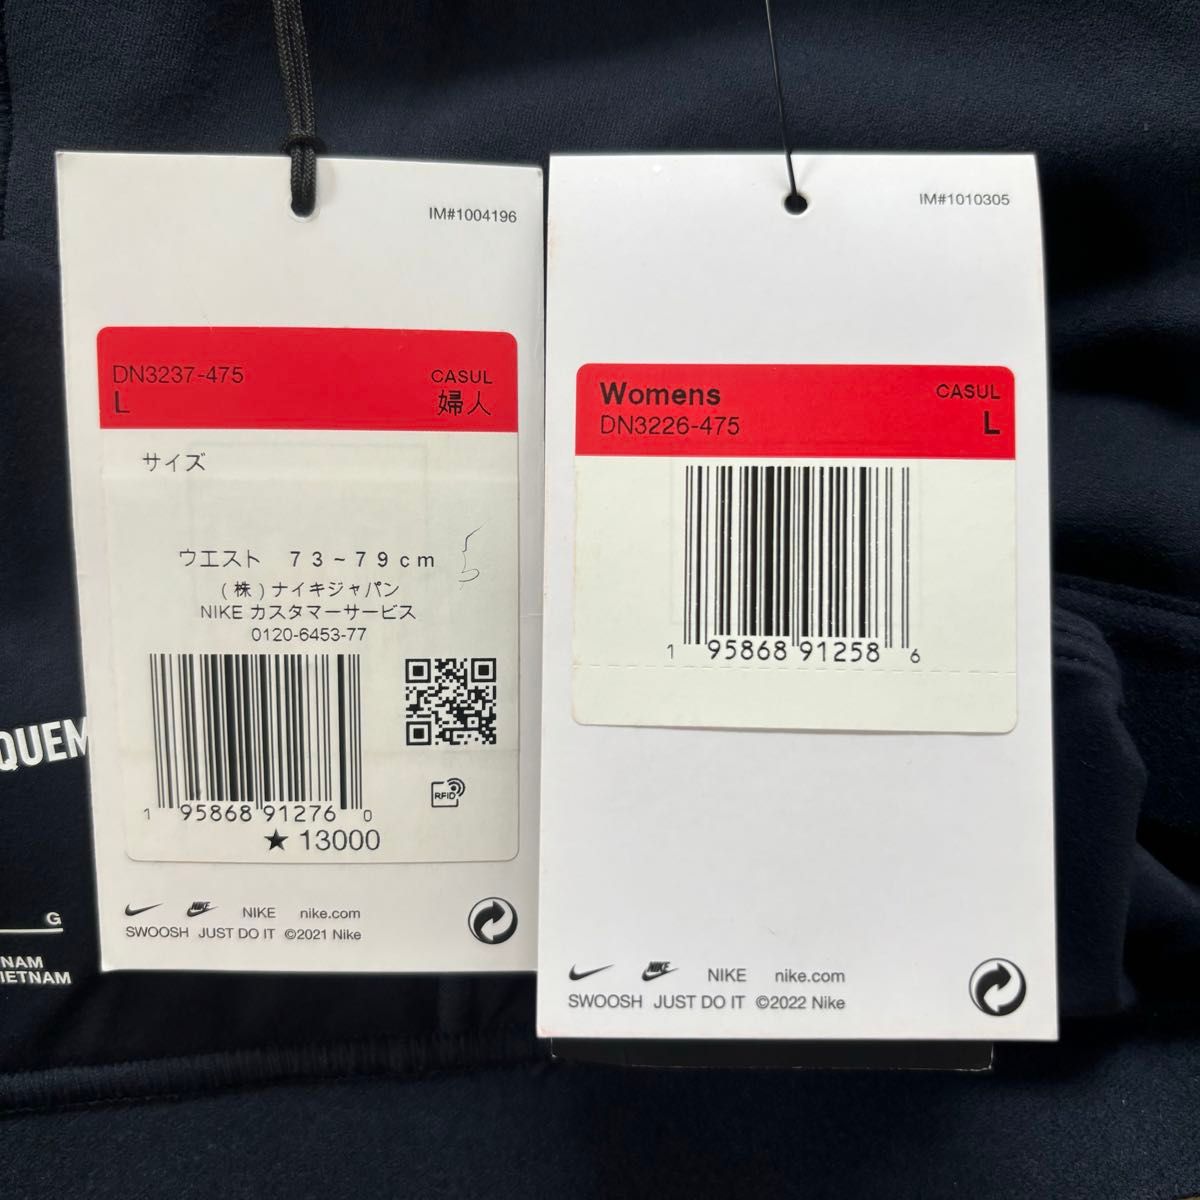 IM#1004196
DN3237-475
CASUL
L
婦人
サイズ
ウエスト 73~79cm
(株)ナイキジャパン
NIKE カスタマーサービス
0120-6453-77
RFID
1 95868 91276 0
★ 13000
NIKE nike.com
SWOOSH JUST DO IT ©2021 Nike
IM#1010305
Womens
CASUL
DN3226-475
L
1 95868 91258 6
NIKE
NIKE nike.com
SWOOSH JUST DO IT ©2022 Nike
QUEM
G
NAM
IETNAM